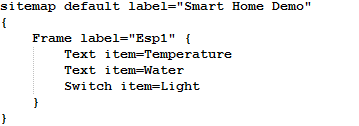 sitemap default label="Smart Home Demo"
{
    Frame label="Esp1" {
        Text item=Temperature
        Text item=Water
        Switch item=Light
    }
}